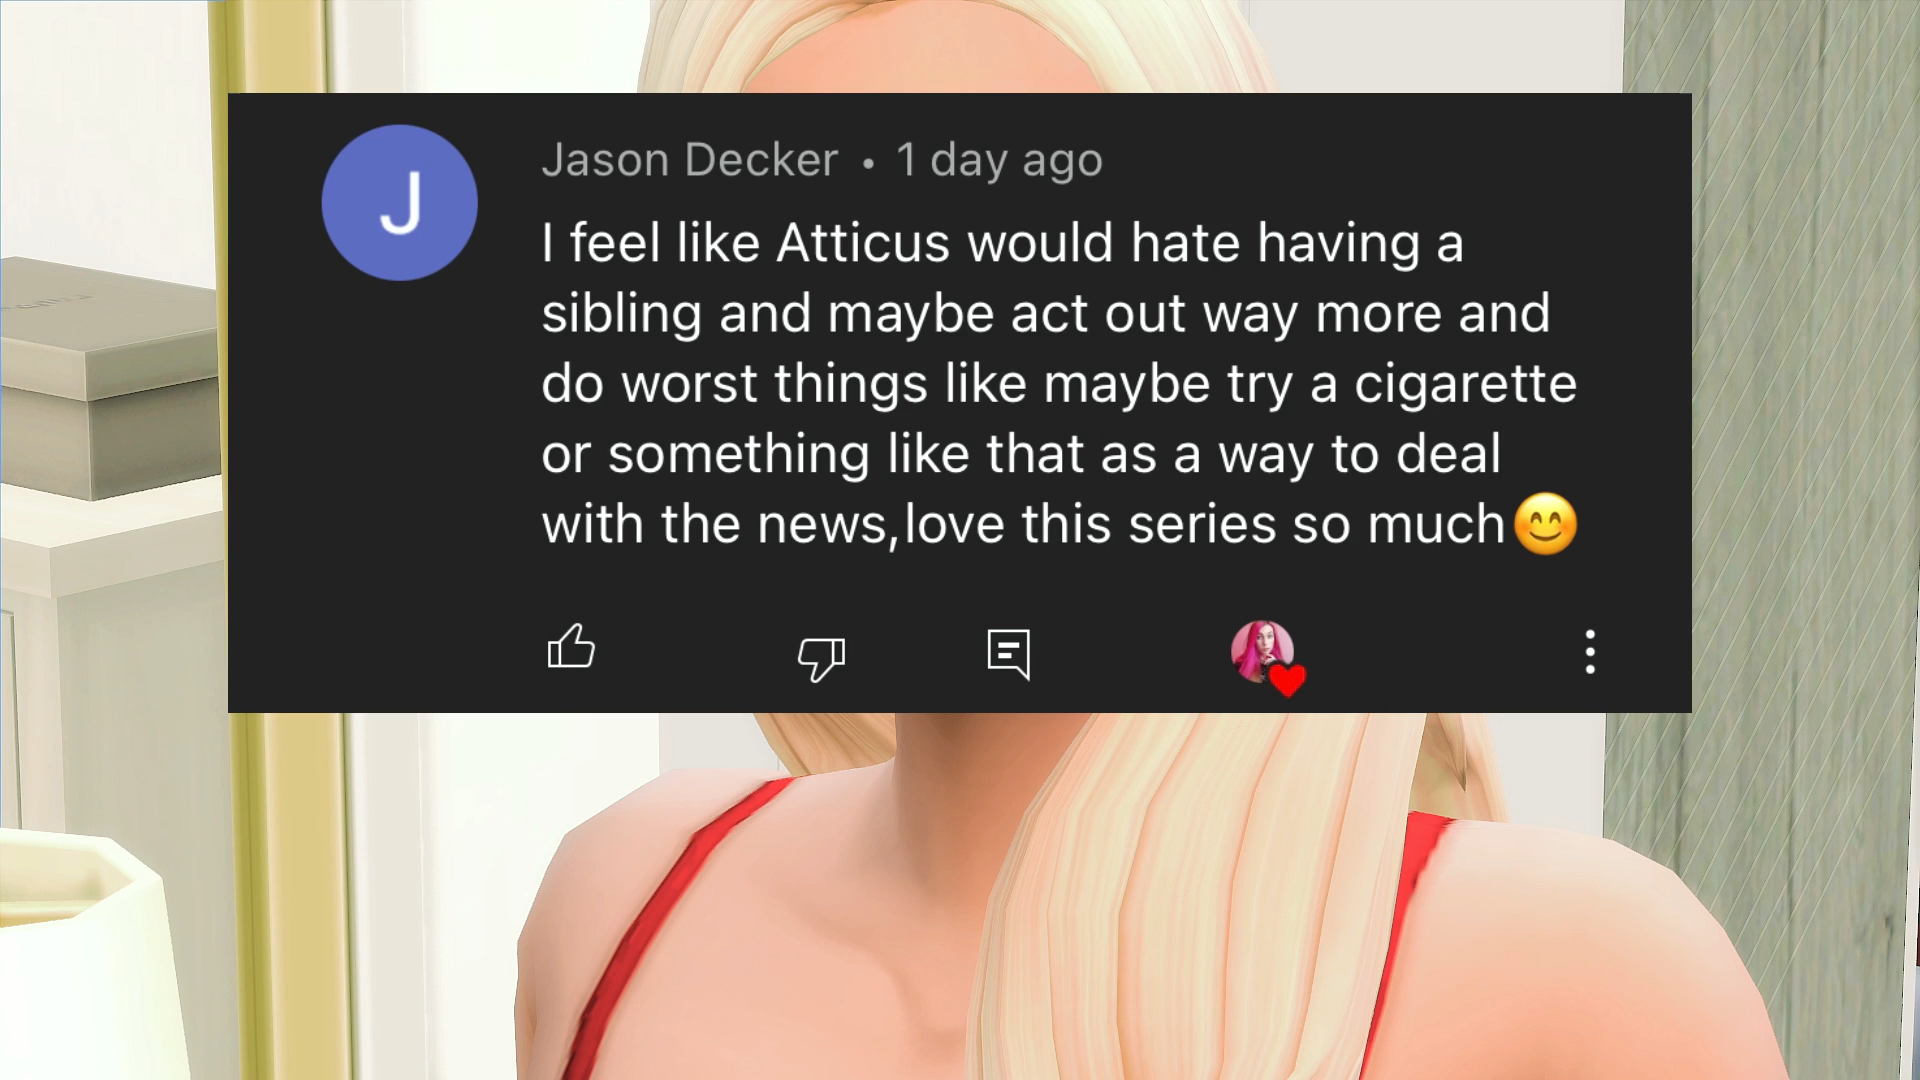 J
Jason Decker • 1 day ago
I feel like Atticus would hate having a
sibling and maybe act out way more and
do worst things like maybe try a cigarette
or something like that as a way to deal
with the news,love this series so much😊